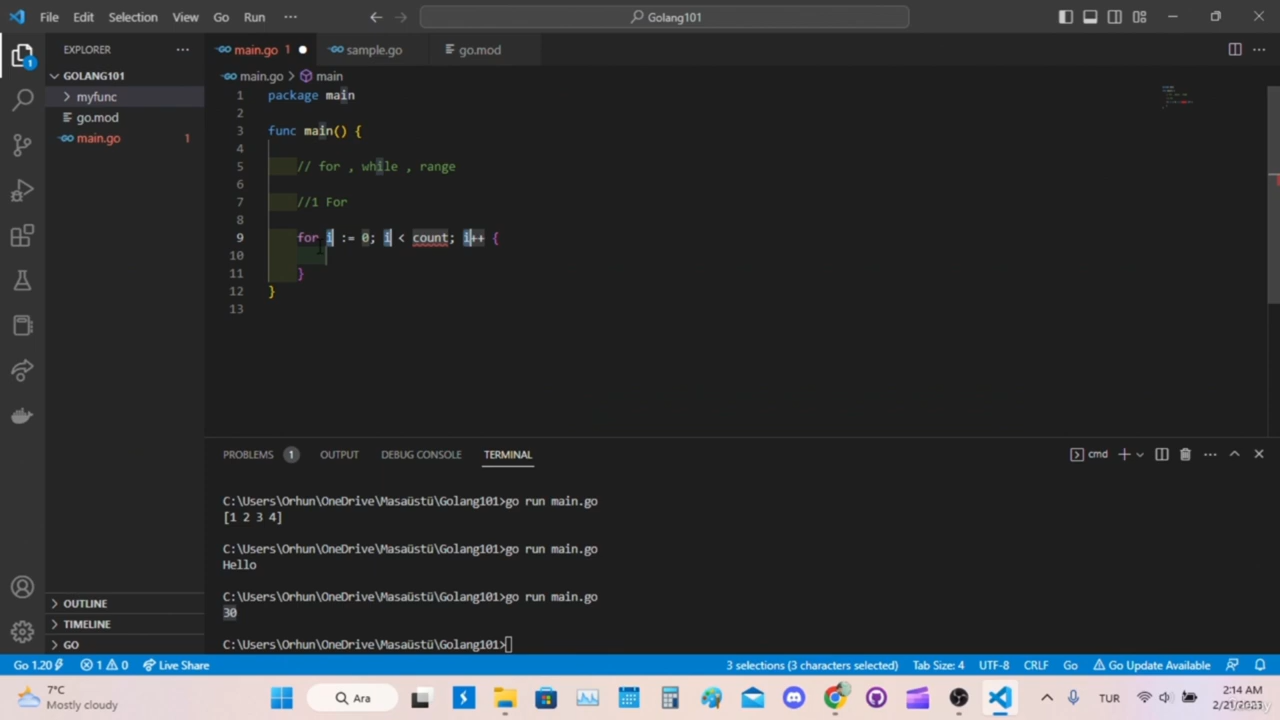 File Edit Selection View Go Run ··· Golang101
EXPLORER ···
main.go 1 sample.go go.mod
GOLANG101
myfunc
go.mod
main.go 1
main.go > main
1 package main
2
3 func main() {
4
5 // for , while , range
6
7 //1 For
8
9 for i := 0; i < count; i++ {
10
11 }
12 }
13
PROBLEMS 1 OUTPUT DEBUG CONSOLE TERMINAL
cmd
C:\Users\Orhun\OneDrive\Masaüstü\Golang101>go run main.go
[1 2 3 4]
C:\Users\Orhun\OneDrive\Masaüstü\Golang101>go run main.go
Hello
C:\Users\Orhun\OneDrive\Masaüstü\Golang101>go run main.go
30
C:\Users\Orhun\OneDrive\Masaüstü\Golang101>
OUTLINE
TIMELINE
GO
Go 1.20 1 0 Live Share 3 selections (3 characters selected) Tab Size: 4 UTF-8 CRLF Go Go Update Available
7°C
Mostly cloudy
Ara
TUR
2:14 AM
2/21/2023